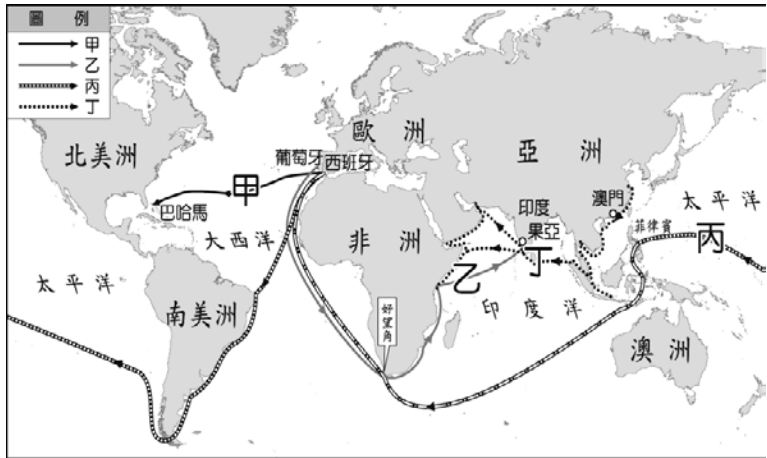 圖例
甲
乙
丙
丁
歐洲
亞洲
北美洲
葡萄牙
西班牙
甲
巴哈馬
澳門
太平洋
印度
果亞
菲律賓
丙
大西洋
非洲
丁
乙
太平洋
印度洋
南美洲
好望角
澳洲